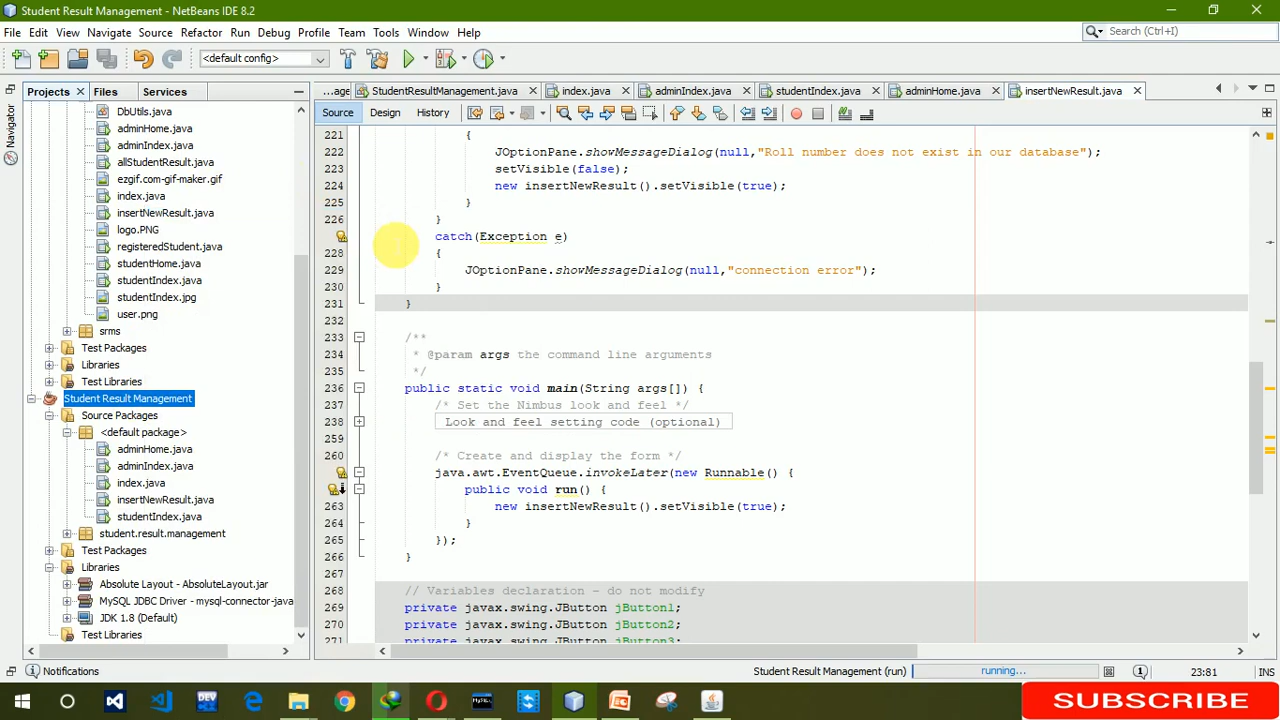 Student Result Management - NetBeans IDE 8.2
File Edit View Navigate Source Refactor Run Debug Profile Team Tools Window Help
Search (Ctrl+I)
<default config>
Projects Files Services
...age StudentResultManagement.java index.java adminIndex.java studentIndex.java adminHome.java insertNewResult.java
Source Design History
Navigator
DbUtils.java
adminHome.java
adminIndex.java
allStudentResult.java
ezgif.com-gif-maker.gif
index.java
insertNewResult.java
logo.PNG
registeredStudent.java
studentHome.java
studentIndex.java
studentIndex.jpg
user.png
srms
Test Packages
Libraries
Test Libraries
Student Result Management
Source Packages
<default package>
adminHome.java
adminIndex.java
index.java
insertNewResult.java
studentIndex.java
student.result.management
Test Packages
Libraries
Absolute Layout - AbsoluteLayout.jar
MySQL JDBC Driver - mysql-connector-java
JDK 1.8 (Default)
Test Libraries
221 {
222 JOptionPane.showMessageDialog(null,"Roll number does not exist in our database");
223 setVisible(false);
224 new insertNewResult().setVisible(true);
225 }
226 }
catch(Exception e)
228 {
229 JOptionPane.showMessageDialog(null,"connection error");
230 }
231 }
232
233 /**
234 * @param args the command line arguments
235 */
236 public static void main(String args[]) {
237 /* Set the Nimbus look and feel */
238 Look and feel setting code (optional)
259
260 /* Create and display the form */
java.awt.EventQueue.invokeLater(new Runnable() {
public void run() {
263 new insertNewResult().setVisible(true);
264 }
265 });
266 }
267
268 // Variables declaration - do not modify
269 private javax.swing.JButton jButton1;
270 private javax.swing.JButton jButton2;
271 private javax.swing.JButton jButton3;
Notifications
Student Result Management (run) running... 1 23:81 INS
SUBSCRIBE